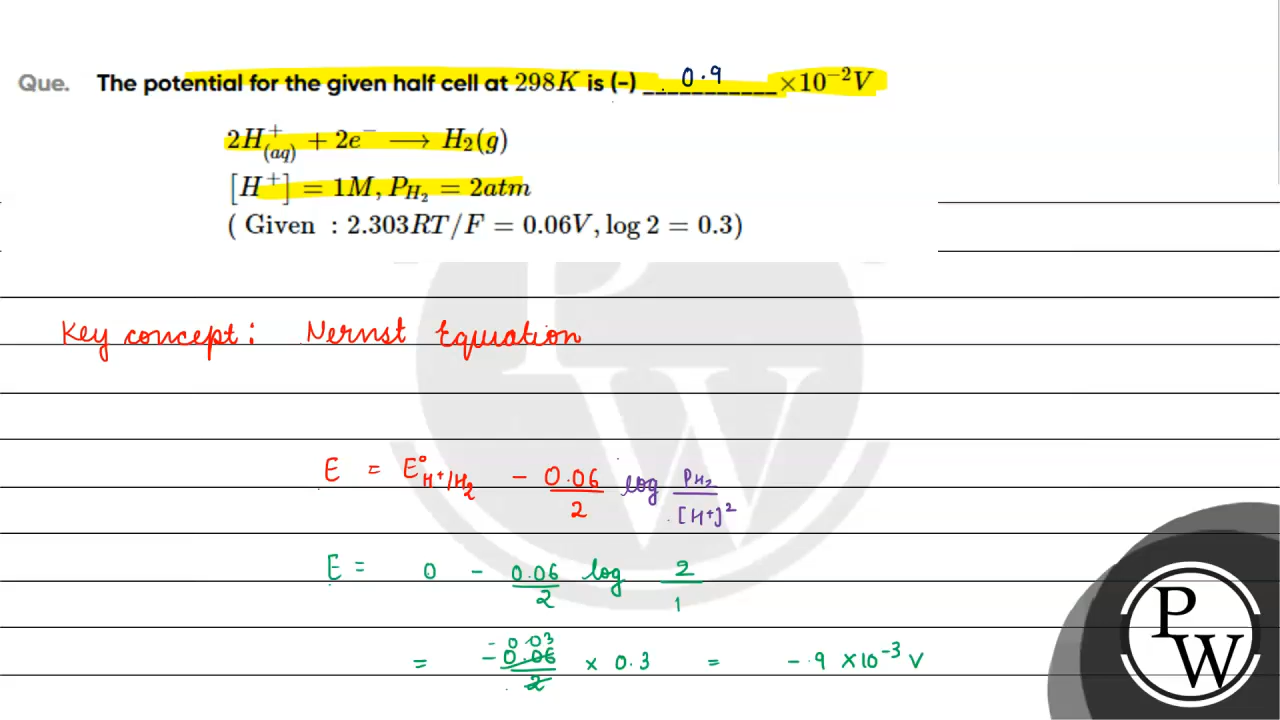 Que. The potential for the given half cell at 298K is (-) 0.9 ×10⁻²V
2H⁺(aq) + 2e⁻ ⟶ H₂(g)
[H⁺] = 1M, P_H₂ = 2atm
( Given : 2.303RT/F = 0.06V, log 2 = 0.3)
Key concept: Nernst Equation
E = E°H⁺/H₂ - 0.06/2 log PH₂/[H⁺]²
E = 0 - 0.06/2 log 2/1
= -0.03 -0.06/2 × 0.3 = - 9 ×10⁻³ V
PW